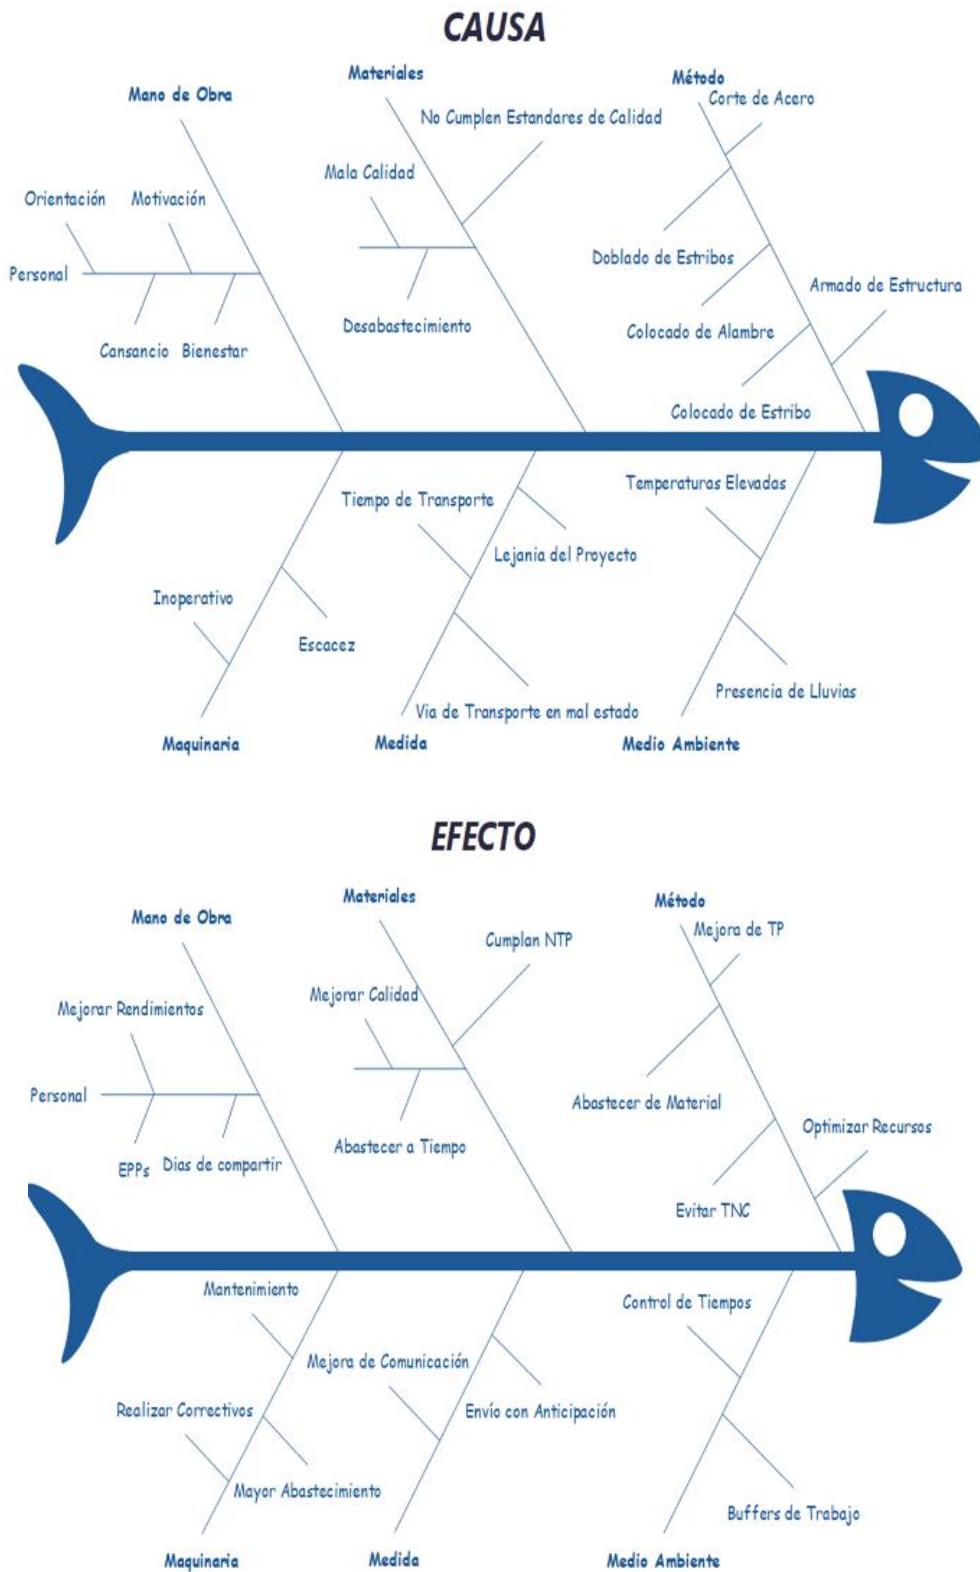 CAUSA
Materiales
Método
Mano de Obra
Corte de Acero
No Cumplen Estandares de Calidad
Mala Calidad
Orientación
Motivación
Doblado de Estribos
Personal
Armado de Estructura
Desabastecimiento
Colocado de Alambre
Cansancio
Bienestar
Colocado de Estribo
Temperaturas Elevadas
Tiempo de Transporte
Lejanía del Proyecto
Inoperativo
Escacez
Presencia de Lluvias
Via de Transporte en mal estado
Maquinaria
Medida
Medio Ambiente
EFECTO
Materiales
Método
Mano de Obra
Mejora de TP
Cumplan NTP
Mejorar Calidad
Mejorar Rendimientos
Personal
Abastecer de Material
Optimizar Recursos
Abastecer a Tiempo
EPPs
Dias de compartir
Evitar TNC
Mantenimiento
Control de Tiempos
Mejora de Comunicación
Realizar Correctivos
Envío con Anticipación
Mayor Abastecimiento
Buffers de Trabajo
Maquinaria
Medida
Medio Ambiente